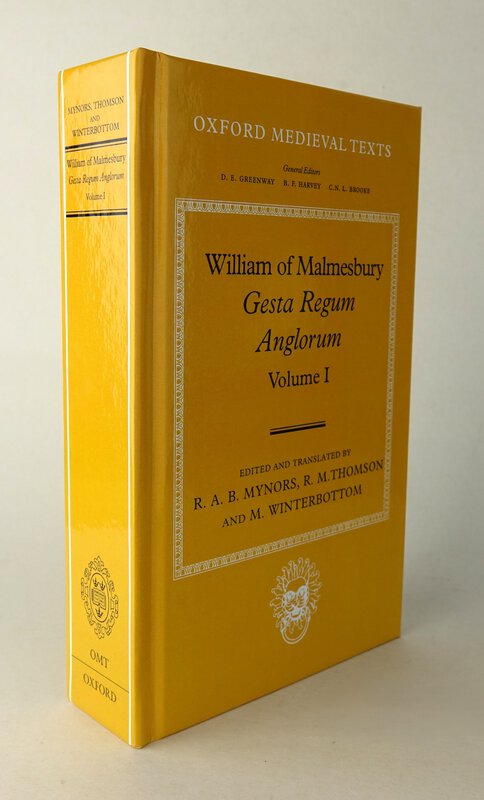 MYNORS, THOMSON
AND
WINTERBOTTOM
William of Malmesbury
Gesta Regum Anglorum
Volume I
OMT
OXFORD
OXFORD MEDIEVAL TEXTS
General Editors
D. E. GREENWAY B. F. HARVEY C. N. L. BROOKE
William of Malmesbury
Gesta Regum
Anglorum
Volume I
EDITED AND TRANSLATED BY
R. A. B. MYNORS, R. M. THOMSON
AND M. WINTERBOTTOM